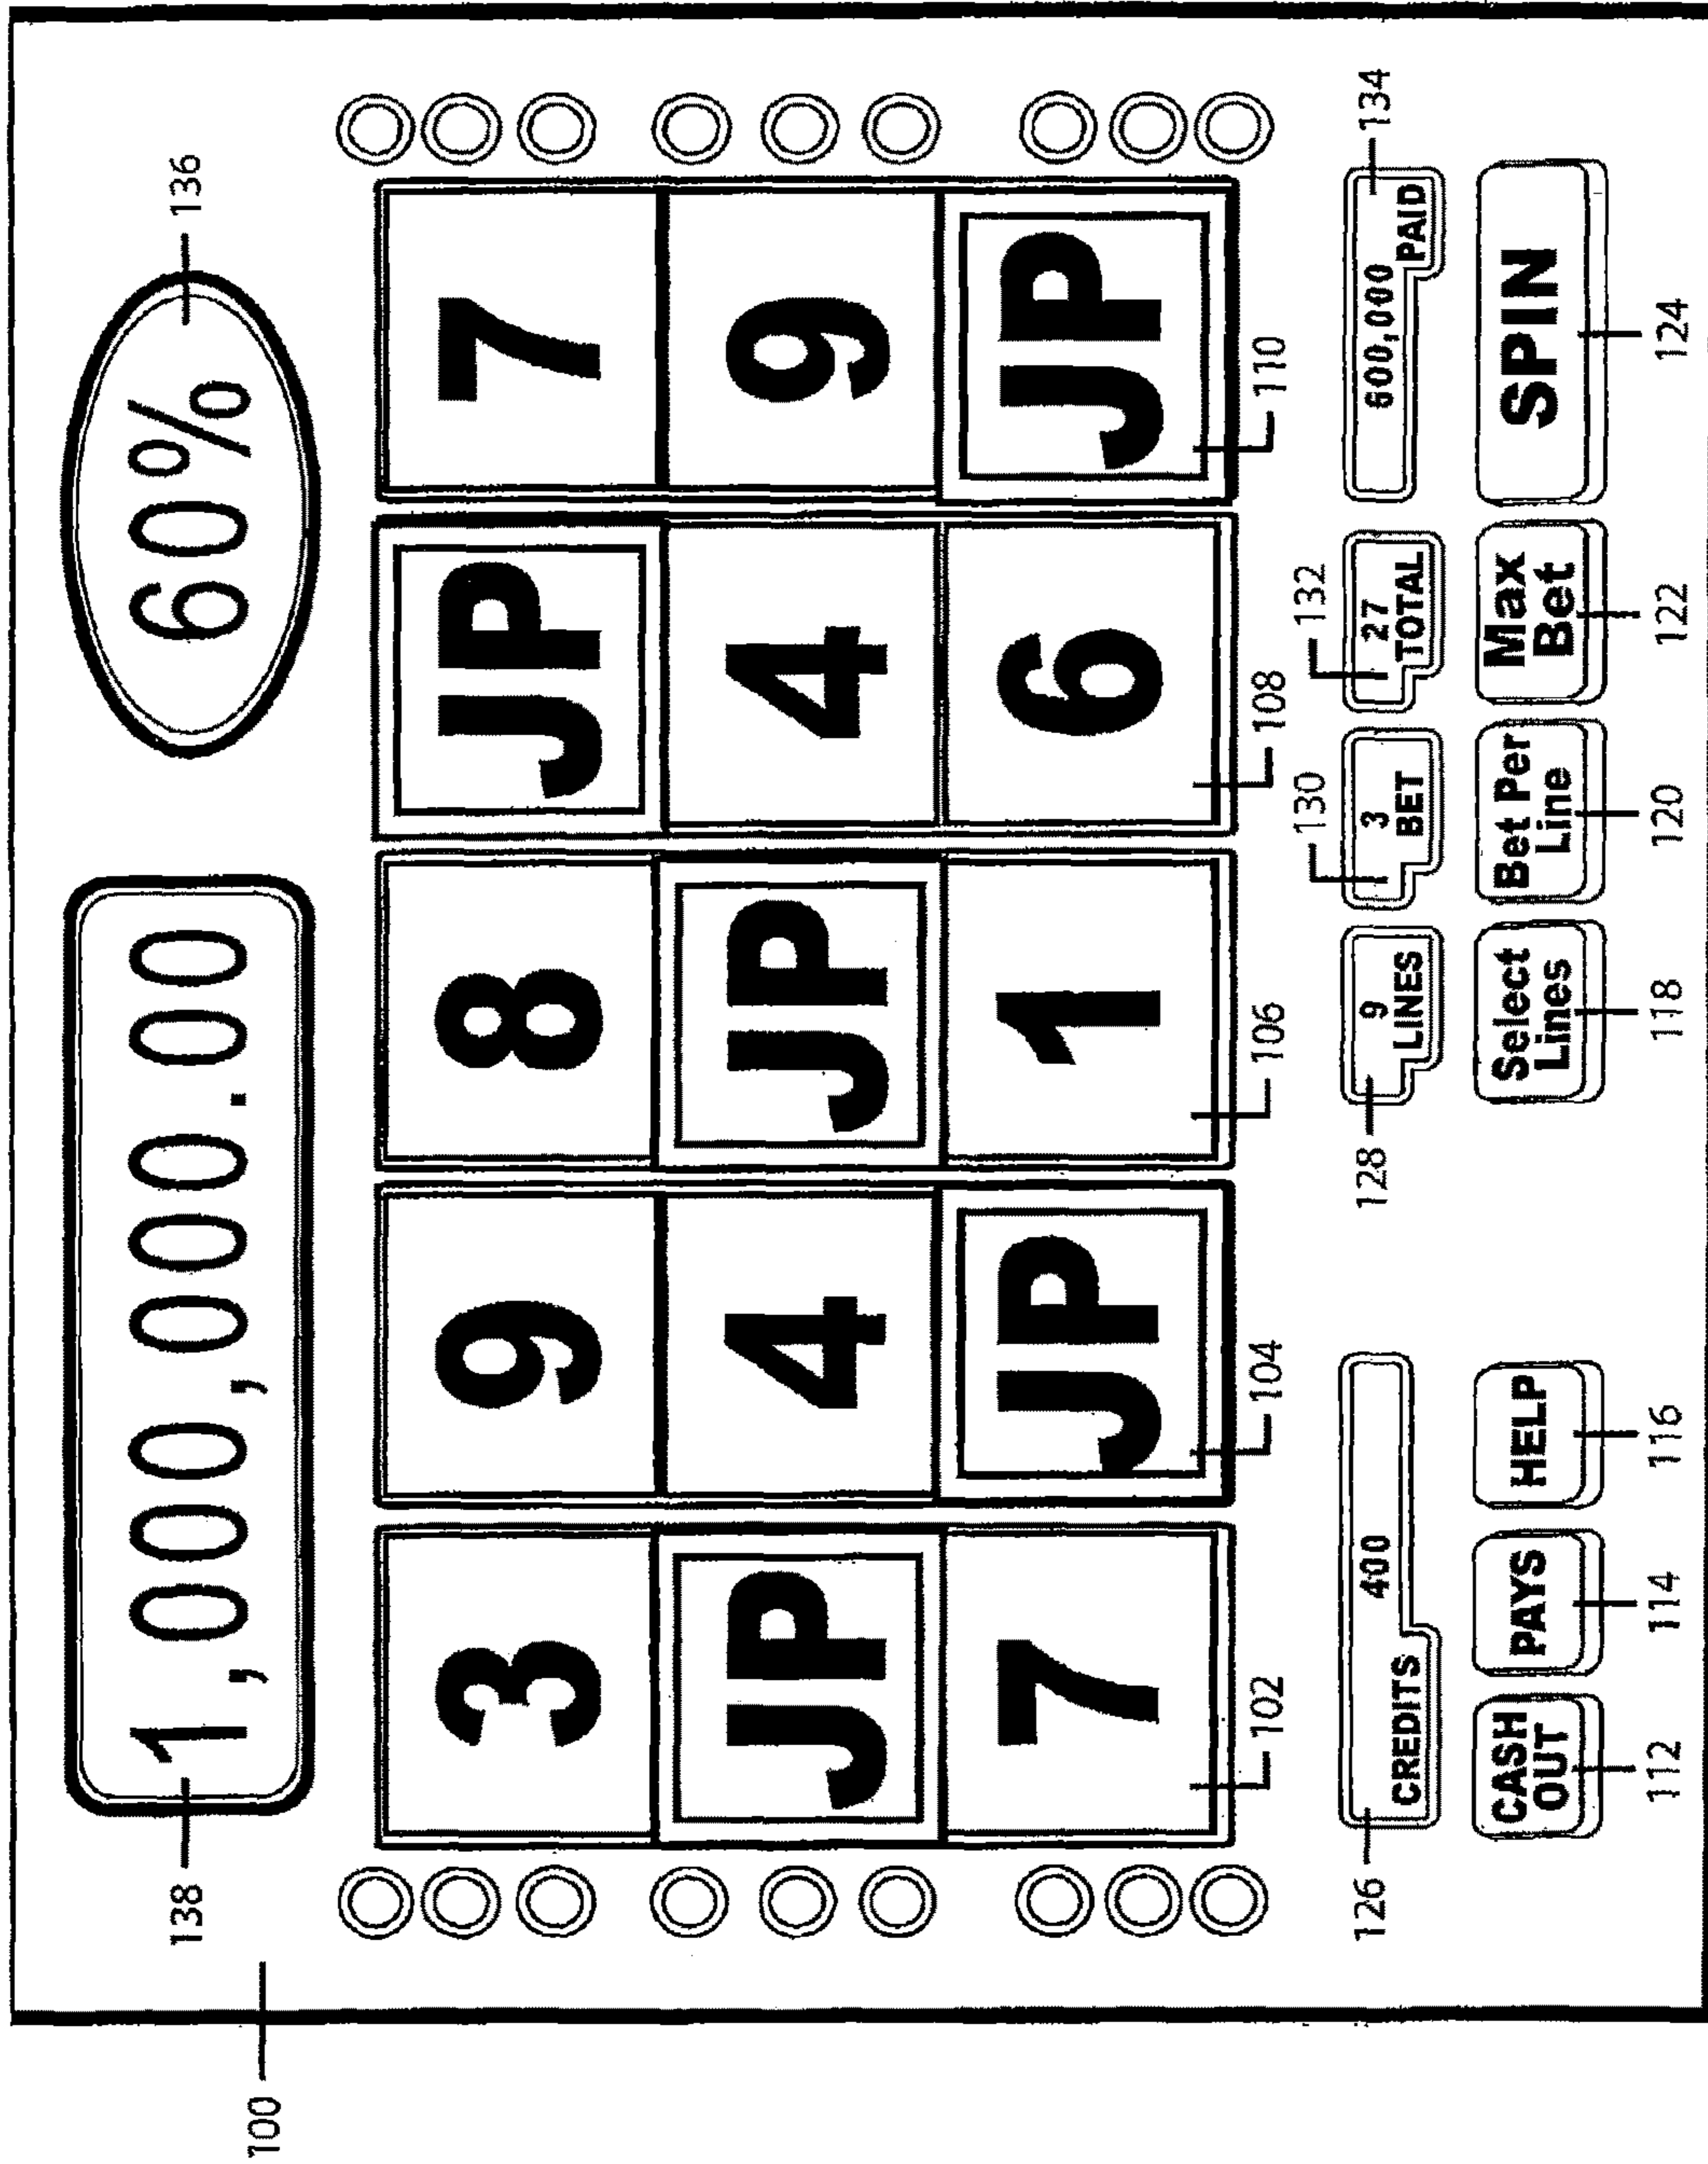 100
138
1,000,000.00
60%
136
3 9 8 JP 7
JP 4 JP 4 9
7 JP 1 6 JP
102 104 106 108 110
130 132
126 128 134
400 9 3 27 600,000
CREDITS LINES BET TOTAL PAID
CASH OUT
PAYS
HELP
Select Lines
Bet Per Line
Max Bet
SPIN
112 114 116 118 120 122 124